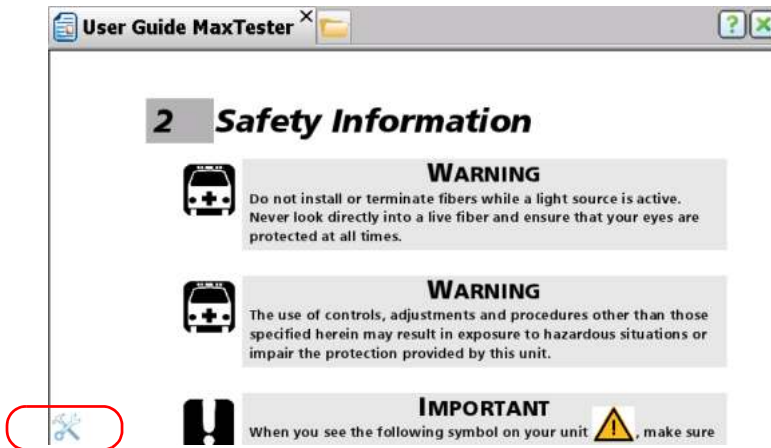 User Guide MaxTester
2 Safety Information
WARNING
Do not install or terminate fibers while a light source is active.
Never look directly into a live fiber and ensure that your eyes are
protected at all times.
WARNING
The use of controls, adjustments and procedures other than those
specified herein may result in exposure to hazardous situations or
impair the protection provided by this unit.
IMPORTANT
When you see the following symbol on your unit , make sure